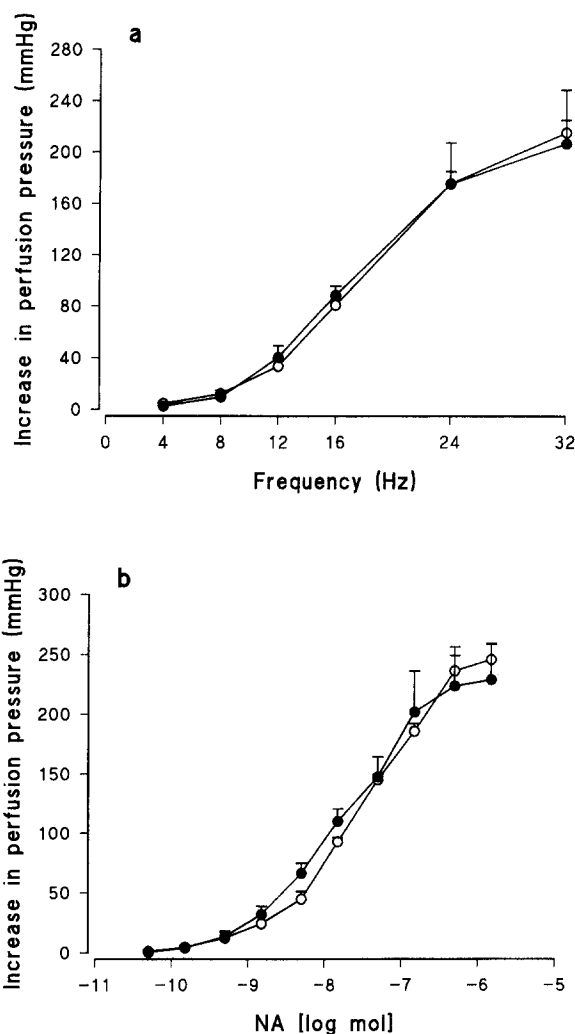 a
Increase in perfusion pressure (mmHg)
280
240
200
160
120
80
40
0
0 4 8 12 16 24 32
Frequency (Hz)
b
Increase in perfusion pressure (mmHg)
300
250
200
150
100
50
0
−11 −10 −9 −8 −7 −6 −5
NA [log mol]